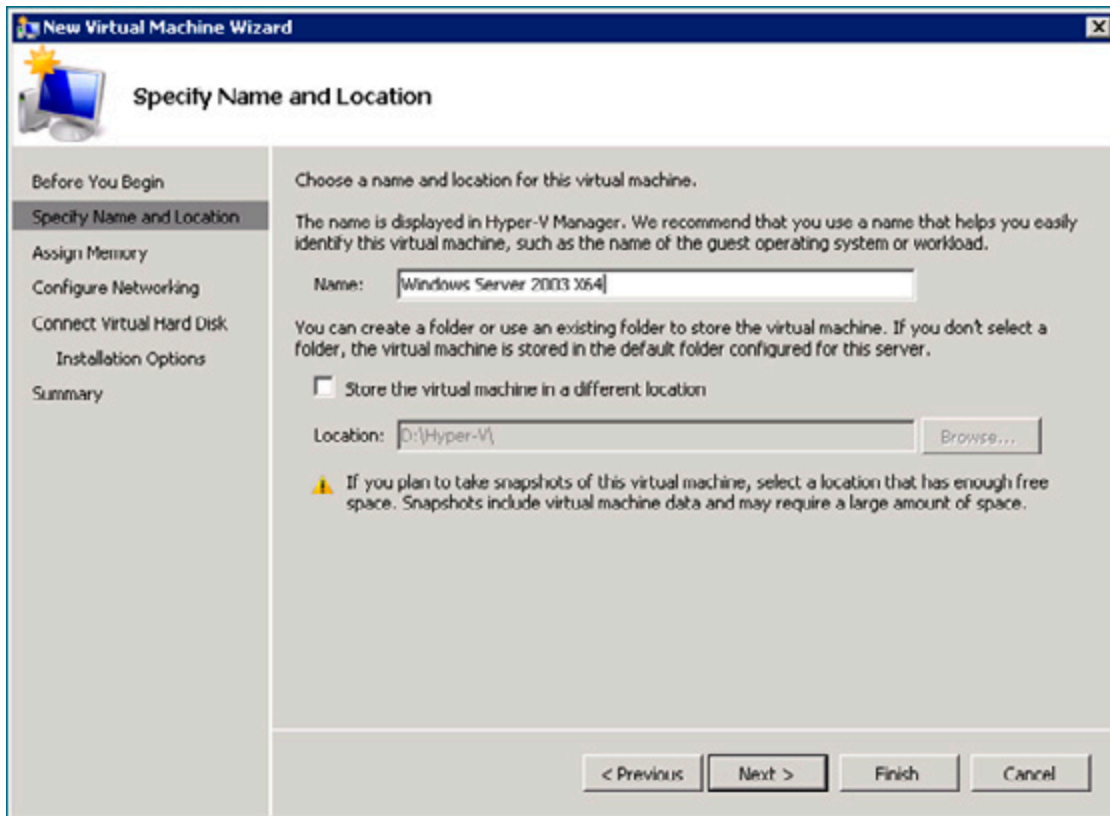 New Virtual Machine Wizard
Specify Name and Location
Before You Begin
Specify Name and Location
Assign Memory
Configure Networking
Connect Virtual Hard Disk
Installation Options
Summary
Choose a name and location for this virtual machine.
The name is displayed in Hyper-V Manager. We recommend that you use a name that helps you easily
identify this virtual machine, such as the name of the guest operating system or workload.
Name: Windows Server 2003 X64
You can create a folder or use an existing folder to store the virtual machine. If you don't select a
folder, the virtual machine is stored in the default folder configured for this server.
Store the virtual machine in a different location
Location: D:\Hyper-V\ Browse...
If you plan to take snapshots of this virtual machine, select a location that has enough free
space. Snapshots include virtual machine data and may require a large amount of space.
< Previous Next > Finish Cancel